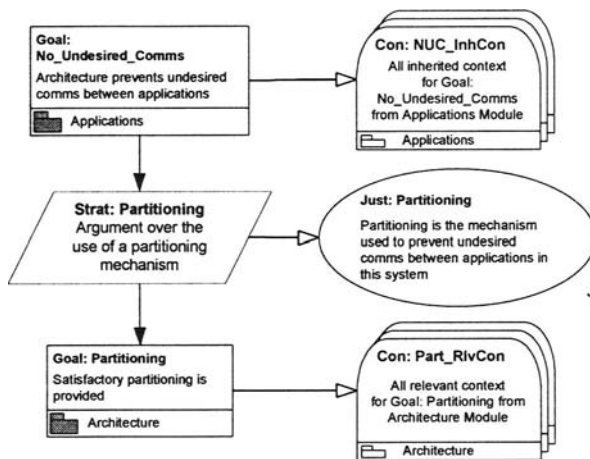 Goal:
No_Undesired_Comms
Architecture prevents undesired
comms between applications
Applications
Con: NUC_InhCon
All inherited context
for Goal:
No_Undesired_Comms
from Applications Module
Applications
Strat: Partitioning
Argument over the
use of a partitioning
mechanism
Just: Partitioning
Partitioning is the mechanism
used to prevent undesired
comms between applications in
this system
Goal: Partitioning
Satisfactory partitioning is
provided
Architecture
Con: Part_RlvCon
All relevant context
for Goal: Partitioning from
Architecture Module
Architecture